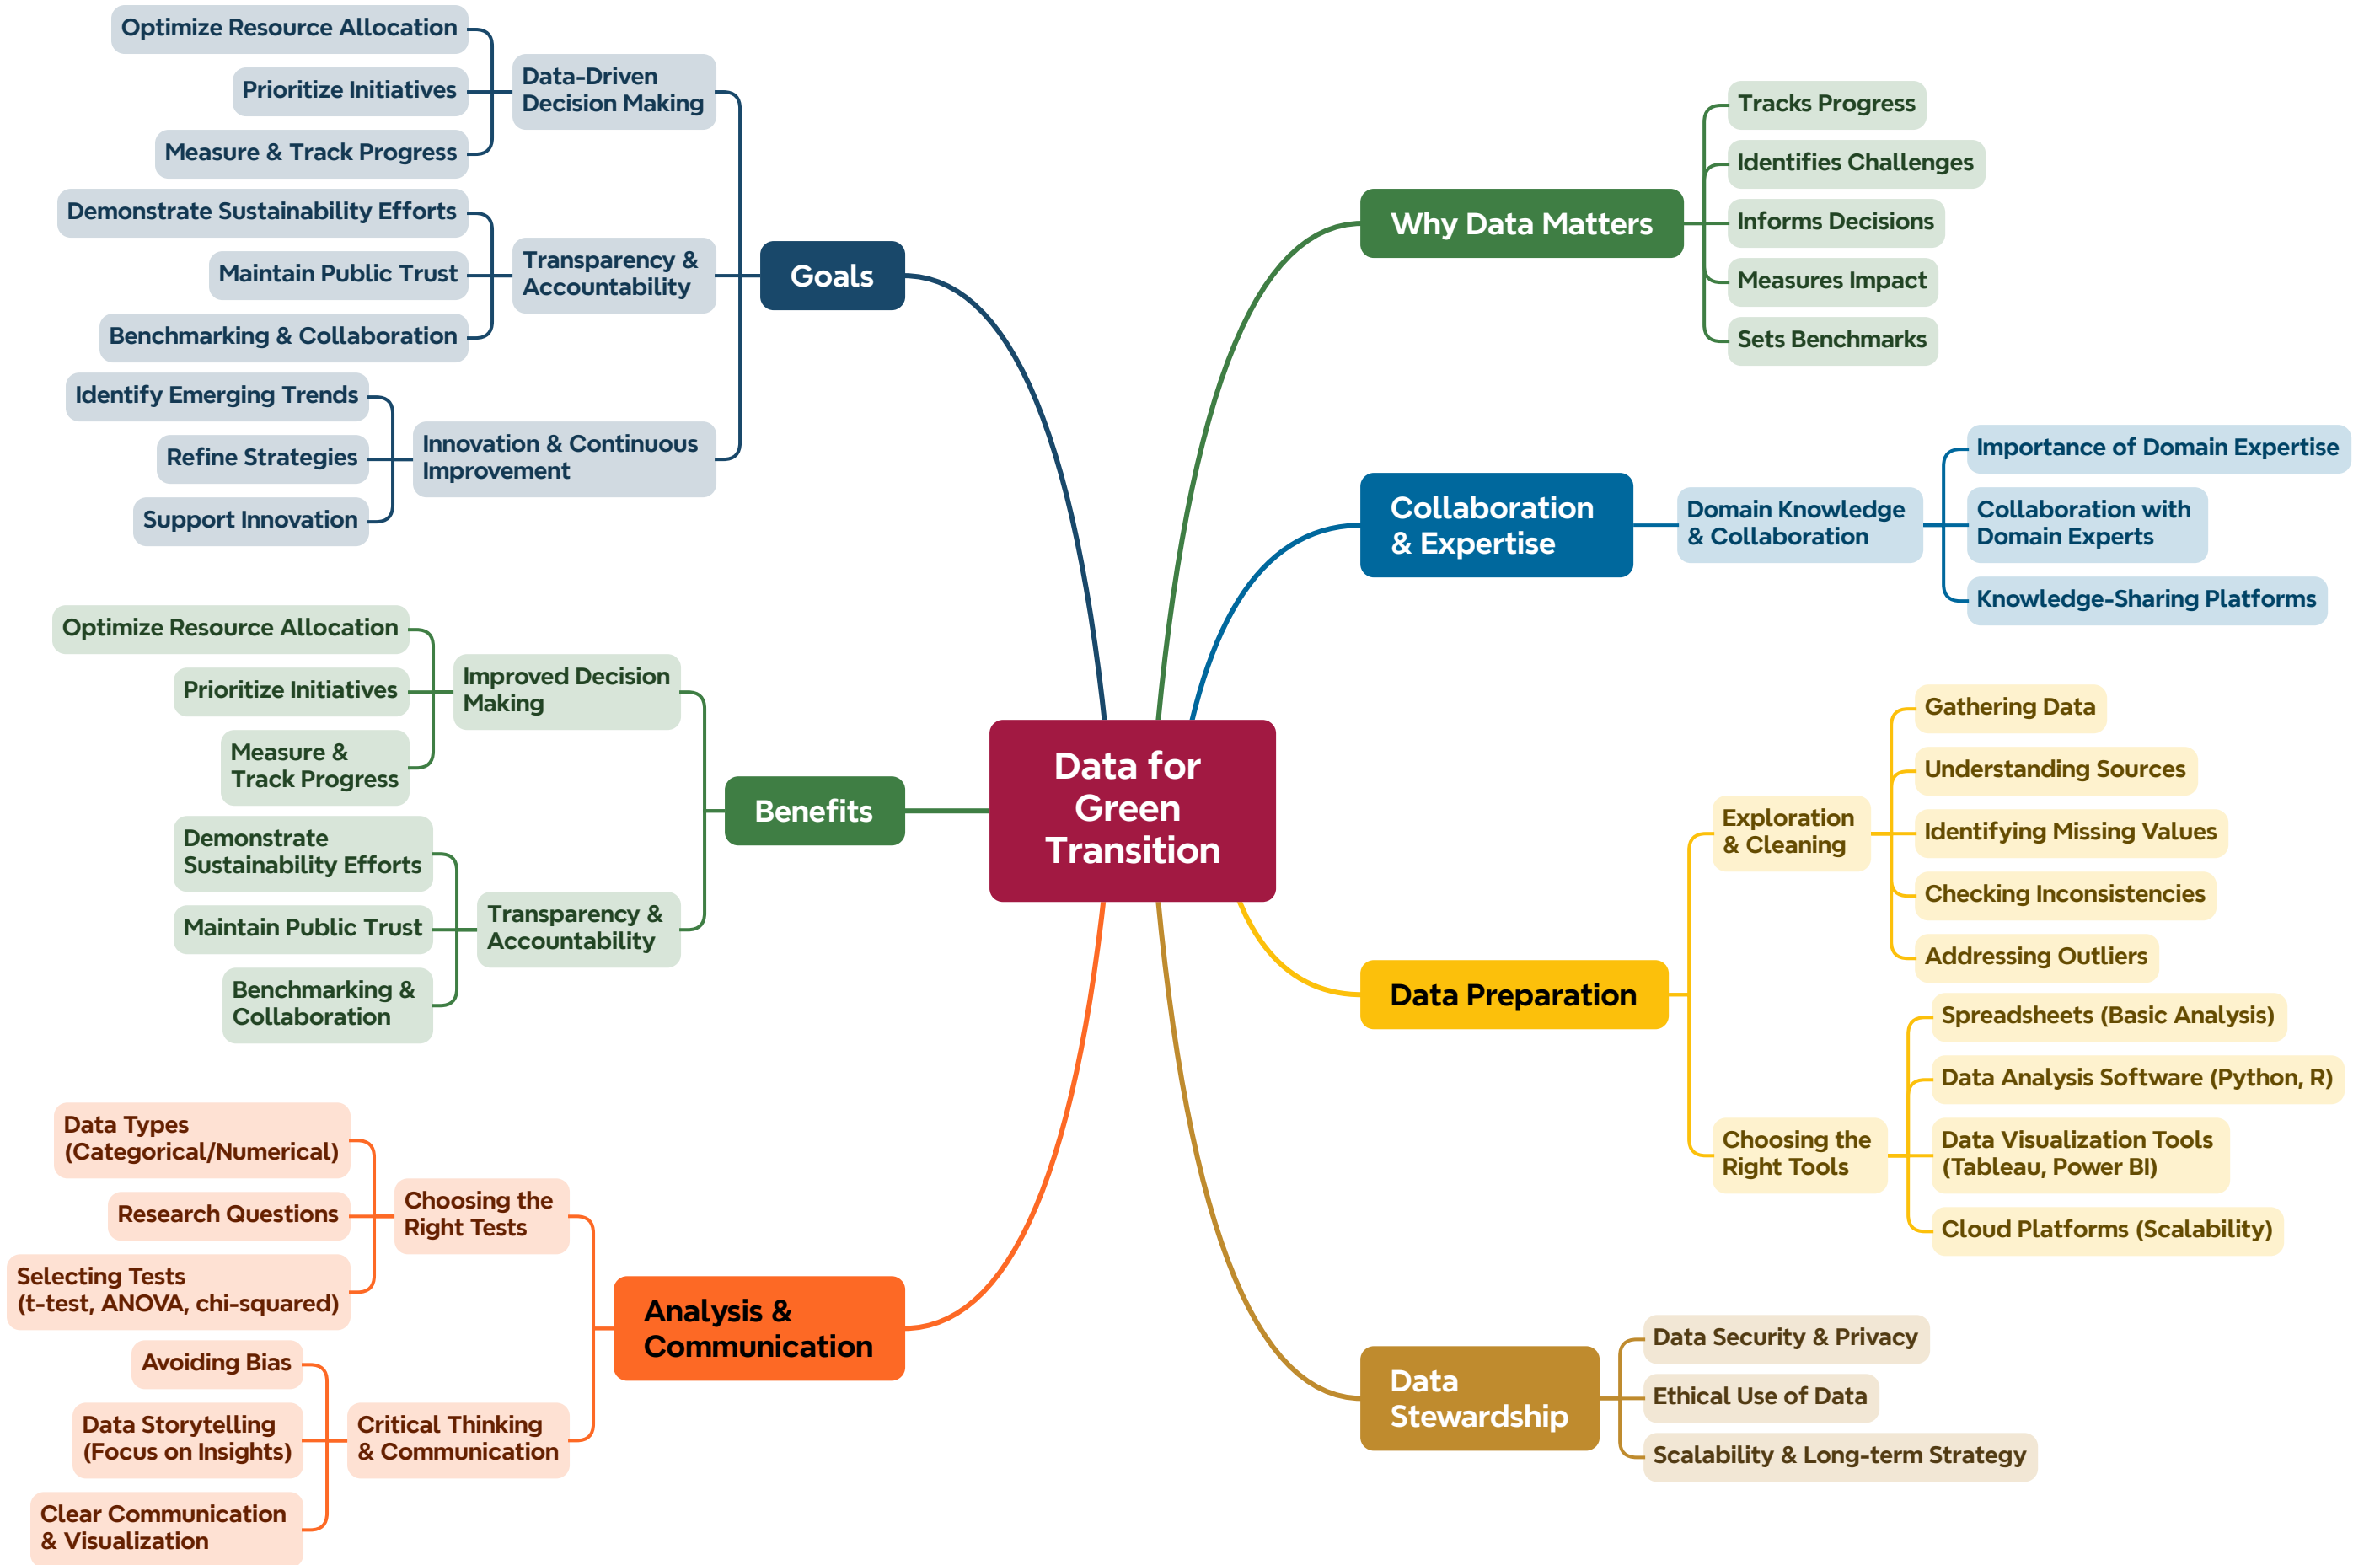 Data for
Green
Transition
Goals
Data-Driven
Decision Making
Optimize Resource Allocation
Prioritize Initiatives
Measure & Track Progress
Transparency &
Accountability
Demonstrate Sustainability Efforts
Maintain Public Trust
Benchmarking & Collaboration
Innovation & Continuous
Improvement
Identify Emerging Trends
Refine Strategies
Support Innovation
Benefits
Improved Decision
Making
Optimize Resource Allocation
Prioritize Initiatives
Measure &
Track Progress
Transparency &
Accountability
Demonstrate
Sustainability Efforts
Maintain Public Trust
Benchmarking &
Collaboration
Analysis &
Communication
Choosing the
Right Tests
Data Types
(Categorical/Numerical)
Research Questions
Selecting Tests
(t-test, ANOVA, chi-squared)
Critical Thinking
& Communication
Avoiding Bias
Data Storytelling
(Focus on Insights)
Clear Communication
& Visualization
Why Data Matters
Tracks Progress
Identifies Challenges
Informs Decisions
Measures Impact
Sets Benchmarks
Collaboration
& Expertise
Domain Knowledge
& Collaboration
Importance of Domain Expertise
Collaboration with
Domain Experts
Knowledge-Sharing Platforms
Data Preparation
Exploration
& Cleaning
Gathering Data
Understanding Sources
Identifying Missing Values
Checking Inconsistencies
Addressing Outliers
Choosing the
Right Tools
Spreadsheets (Basic Analysis)
Data Analysis Software (Python, R)
Data Visualization Tools
(Tableau, Power BI)
Cloud Platforms (Scalability)
Data
Stewardship
Data Security & Privacy
Ethical Use of Data
Scalability & Long-term Strategy